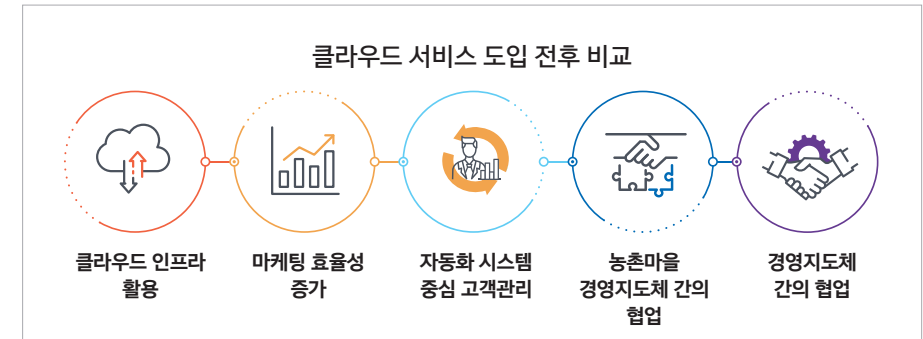 클라우드 서비스 도입 전후 비교
클라우드 인프라
활용
마케팅 효율성
증가
자동화 시스템
중심 고객관리
농촌마을
경영지도체 간의
협업
경영지도체
간의 협업